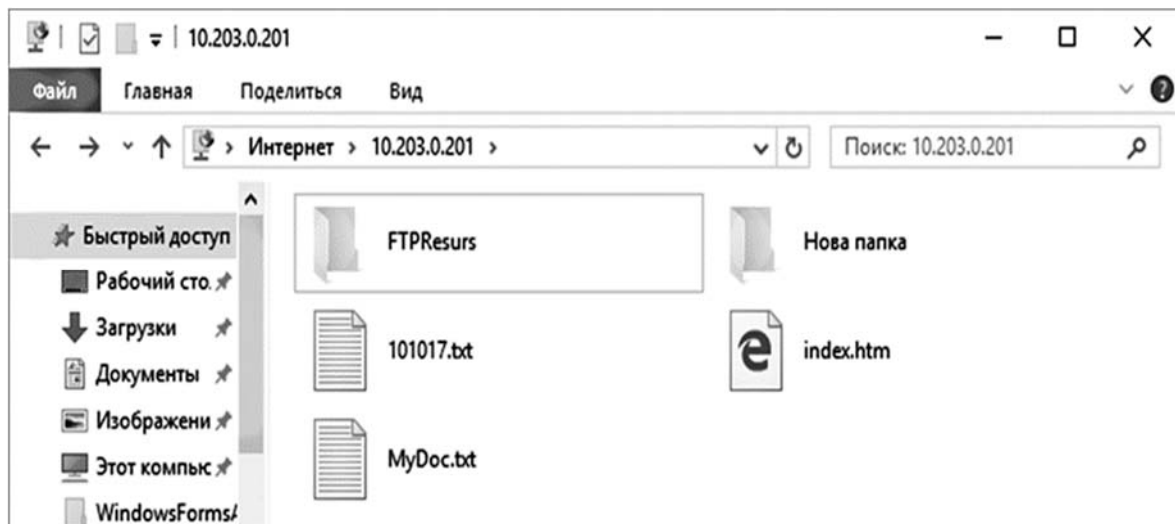 10.203.0.201
Файл Главная Поделиться Вид
Интернет > 10.203.0.201 >
Поиск: 10.203.0.201
Быстрый доступ
Рабочий сто
Загрузки
Документы
Изображени
Этот компьк
WindowsFormsA
FTPResurs
Нова папка
101017.txt
index.htm
MyDoc.txt